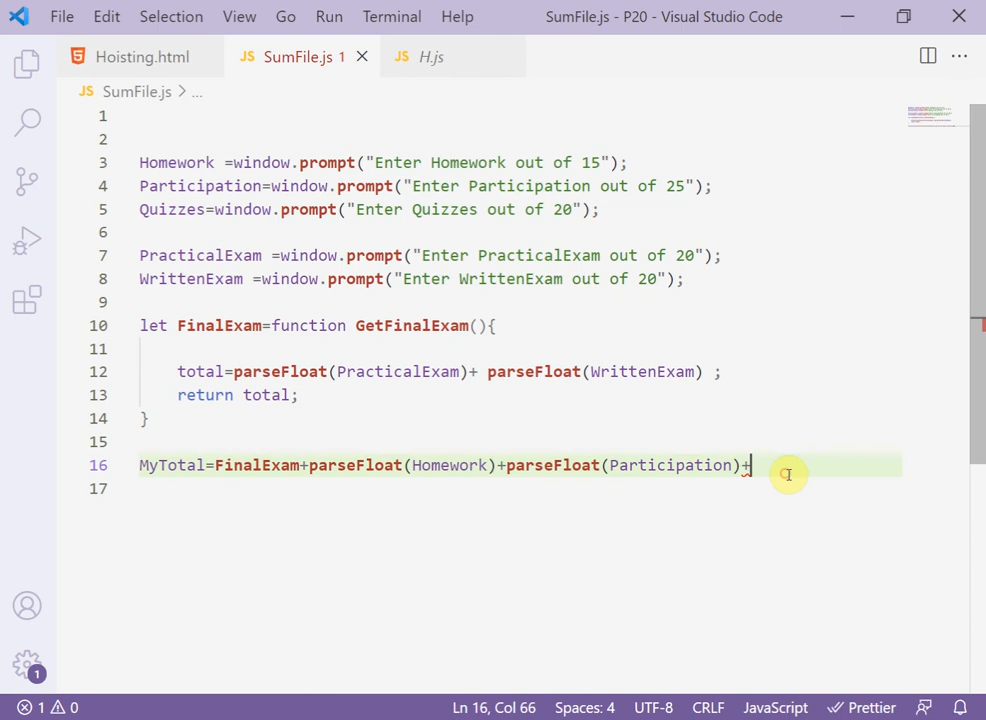 File Edit Selection View Go Run Terminal Help SumFile.js - P20 - Visual Studio Code
Hoisting.html JS SumFile.js 1 JS H.js
JS SumFile.js > ...
1
2
3 Homework =window.prompt("Enter Homework out of 15");
4 Participation=window.prompt("Enter Participation out of 25");
5 Quizzes=window.prompt("Enter Quizzes out of 20");
6
7 PracticalExam =window.prompt("Enter PracticalExam out of 20");
8 WrittenExam =window.prompt("Enter WrittenExam out of 20");
9
10 let FinalExam=function GetFinalExam(){
11
12 total=parseFloat(PracticalExam)+ parseFloat(WrittenExam) ;
13 return total;
14 }
15
16 MyTotal=FinalExam+parseFloat(Homework)+parseFloat(Participation)+
17
1
1 0 Ln 16, Col 66 Spaces: 4 UTF-8 CRLF JavaScript Prettier